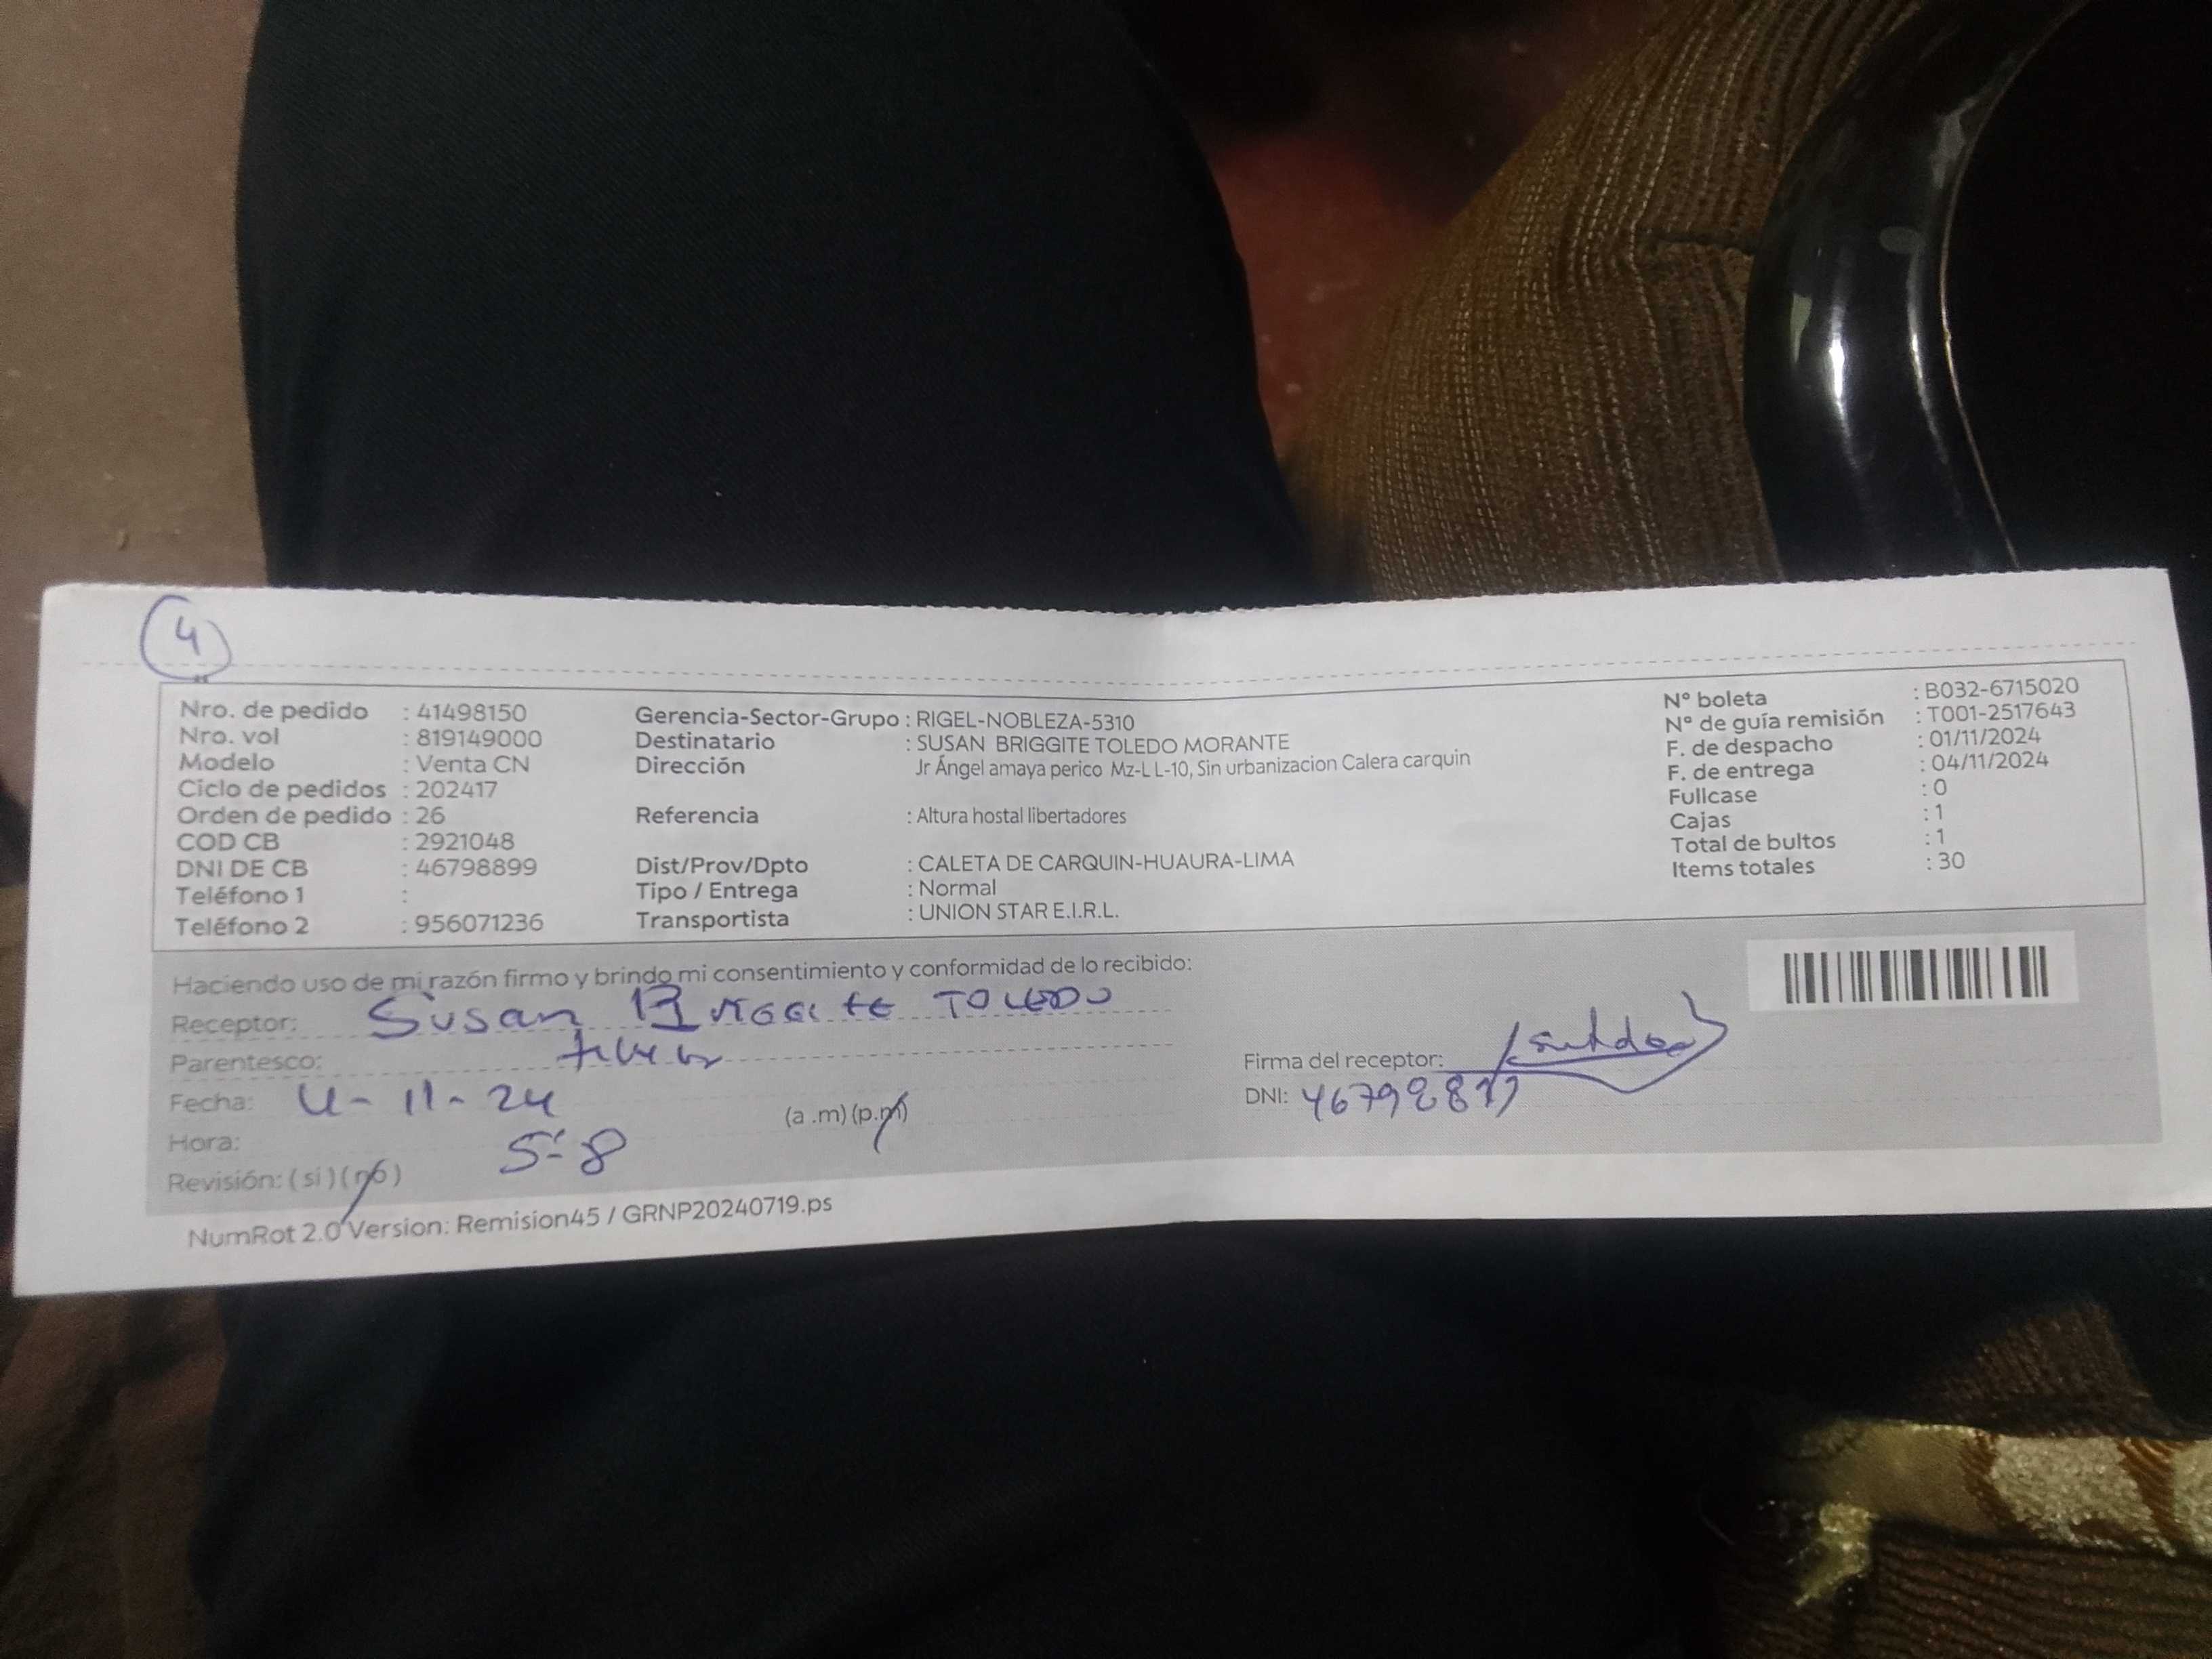 4
Nro. de pedido : 41498150
Nro. vol : 819149000
Modelo : Venta CN
Ciclo de pedidos : 202417
Orden de pedido : 26
COD CB : 2921048
DNI DE CB : 46798899
Teléfono 1 :
Teléfono 2 : 956071236
Gerencia-Sector-Grupo : RIGEL-NOBLEZA-5310
Destinatario : SUSAN BRIGGITE TOLEDO MORANTE
Dirección Jr Ángel amaya perico Mz-L L-10, Sin urbanizacion Calera carquin
Referencia : Altura hostal libertadores
Dist/Prov/Dpto : CALETA DE CARQUIN-HUAURA-LIMA
Tipo / Entrega : Normal
Transportista : UNION STAR E.I.R.L.
N° boleta : B032-6715020
N° de guía remisión : T001-2517643
F. de despacho : 01/11/2024
F. de entrega : 04/11/2024
Fullcase : 0
Cajas : 1
Total de bultos : 1
Items totales : 30
Haciendo uso de mi razón firmo y brindo mi consentimiento y conformidad de lo recibido:
Receptor: Susan Briggite TOLEDO
Parentesco:
Fecha: 4-11-24
(a.m) (p.m)
Hora: 5:8
Revisión: (si) (no)
Firma del receptor:
DNI: 46798899
NumRot 2.0 Version: Remision45 / GRNP20240719.ps